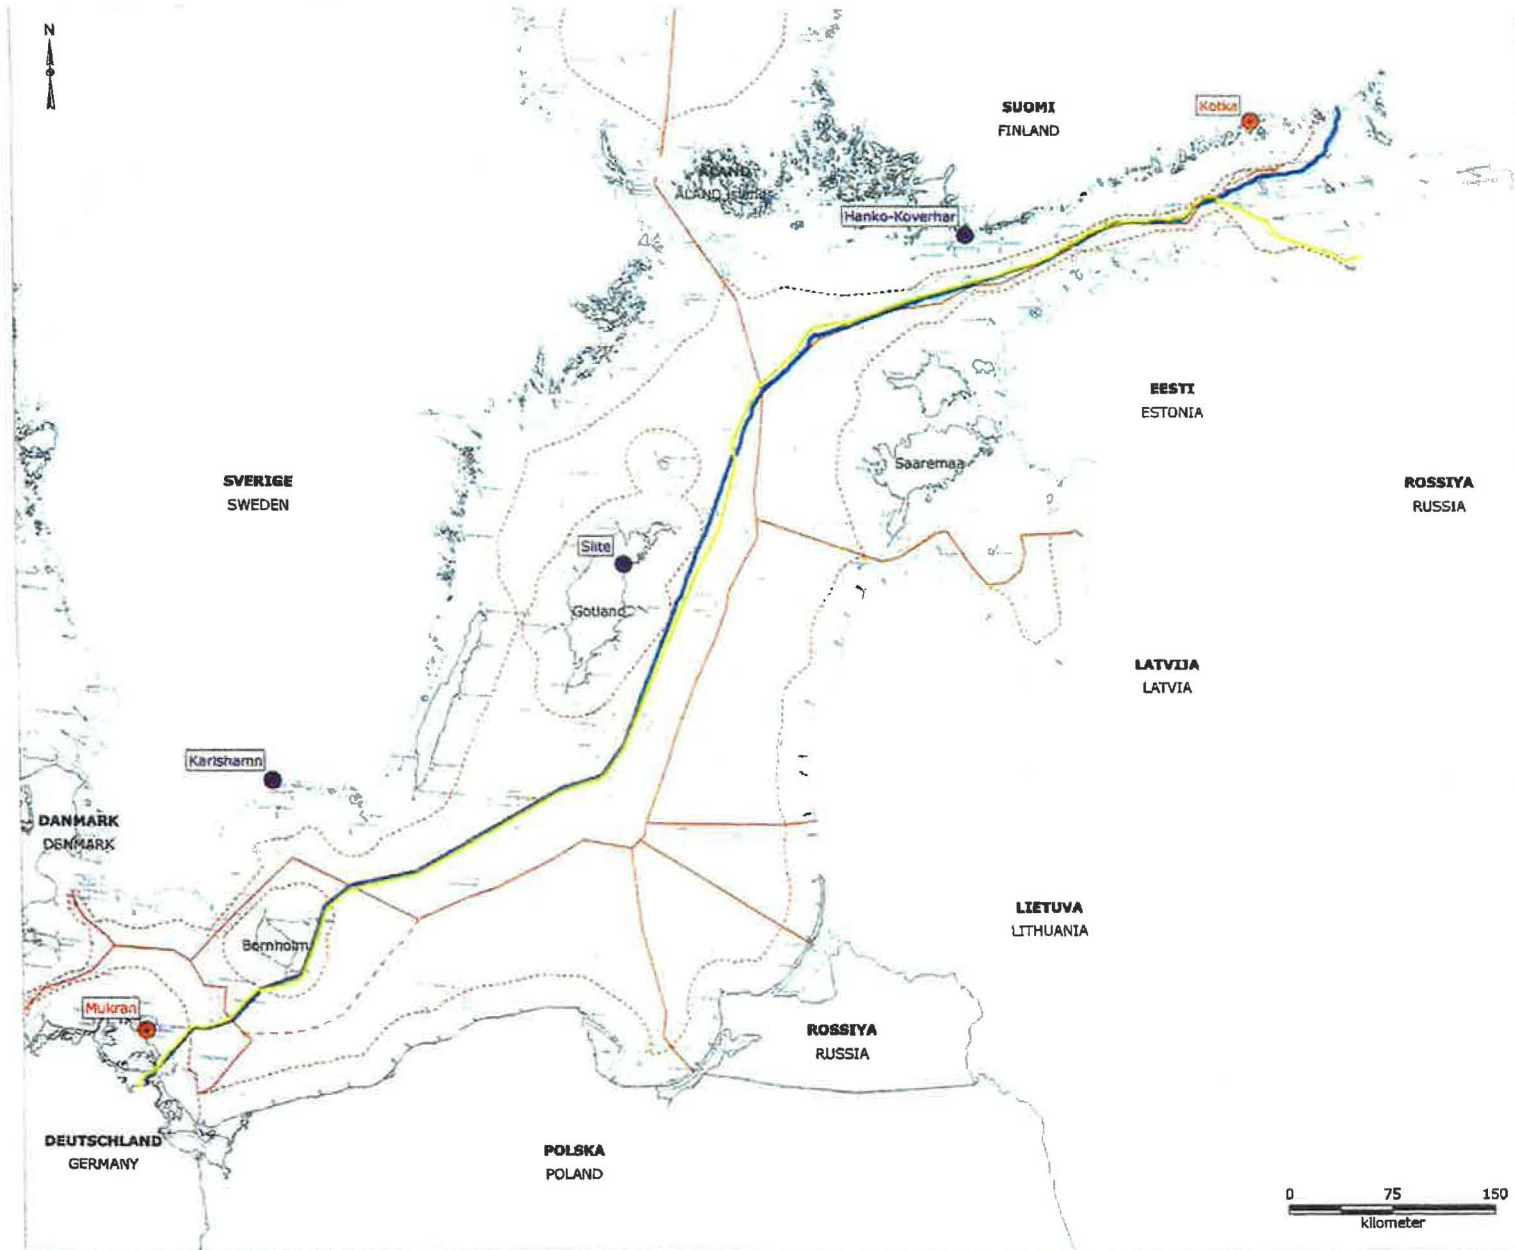 N
SUOMI
FINLAND
Kotka
ÅLAND
ÅLAND
Hanko-Koverhar
EESTI
ESTONIA
Saaremaa
SVERIGE
SWEDEN
ROSSIYA
RUSSIA
Slite
Gotland
LATVIJA
LATVIA
Karlshamn
DANMARK
DENMARK
LIETUVA
LITHUANIA
Bornholm
Mukran
ROSSIYA
RUSSIA
DEUTSCHLAND
GERMANY
POLSKA
POLAND
0 75 150
kilometer